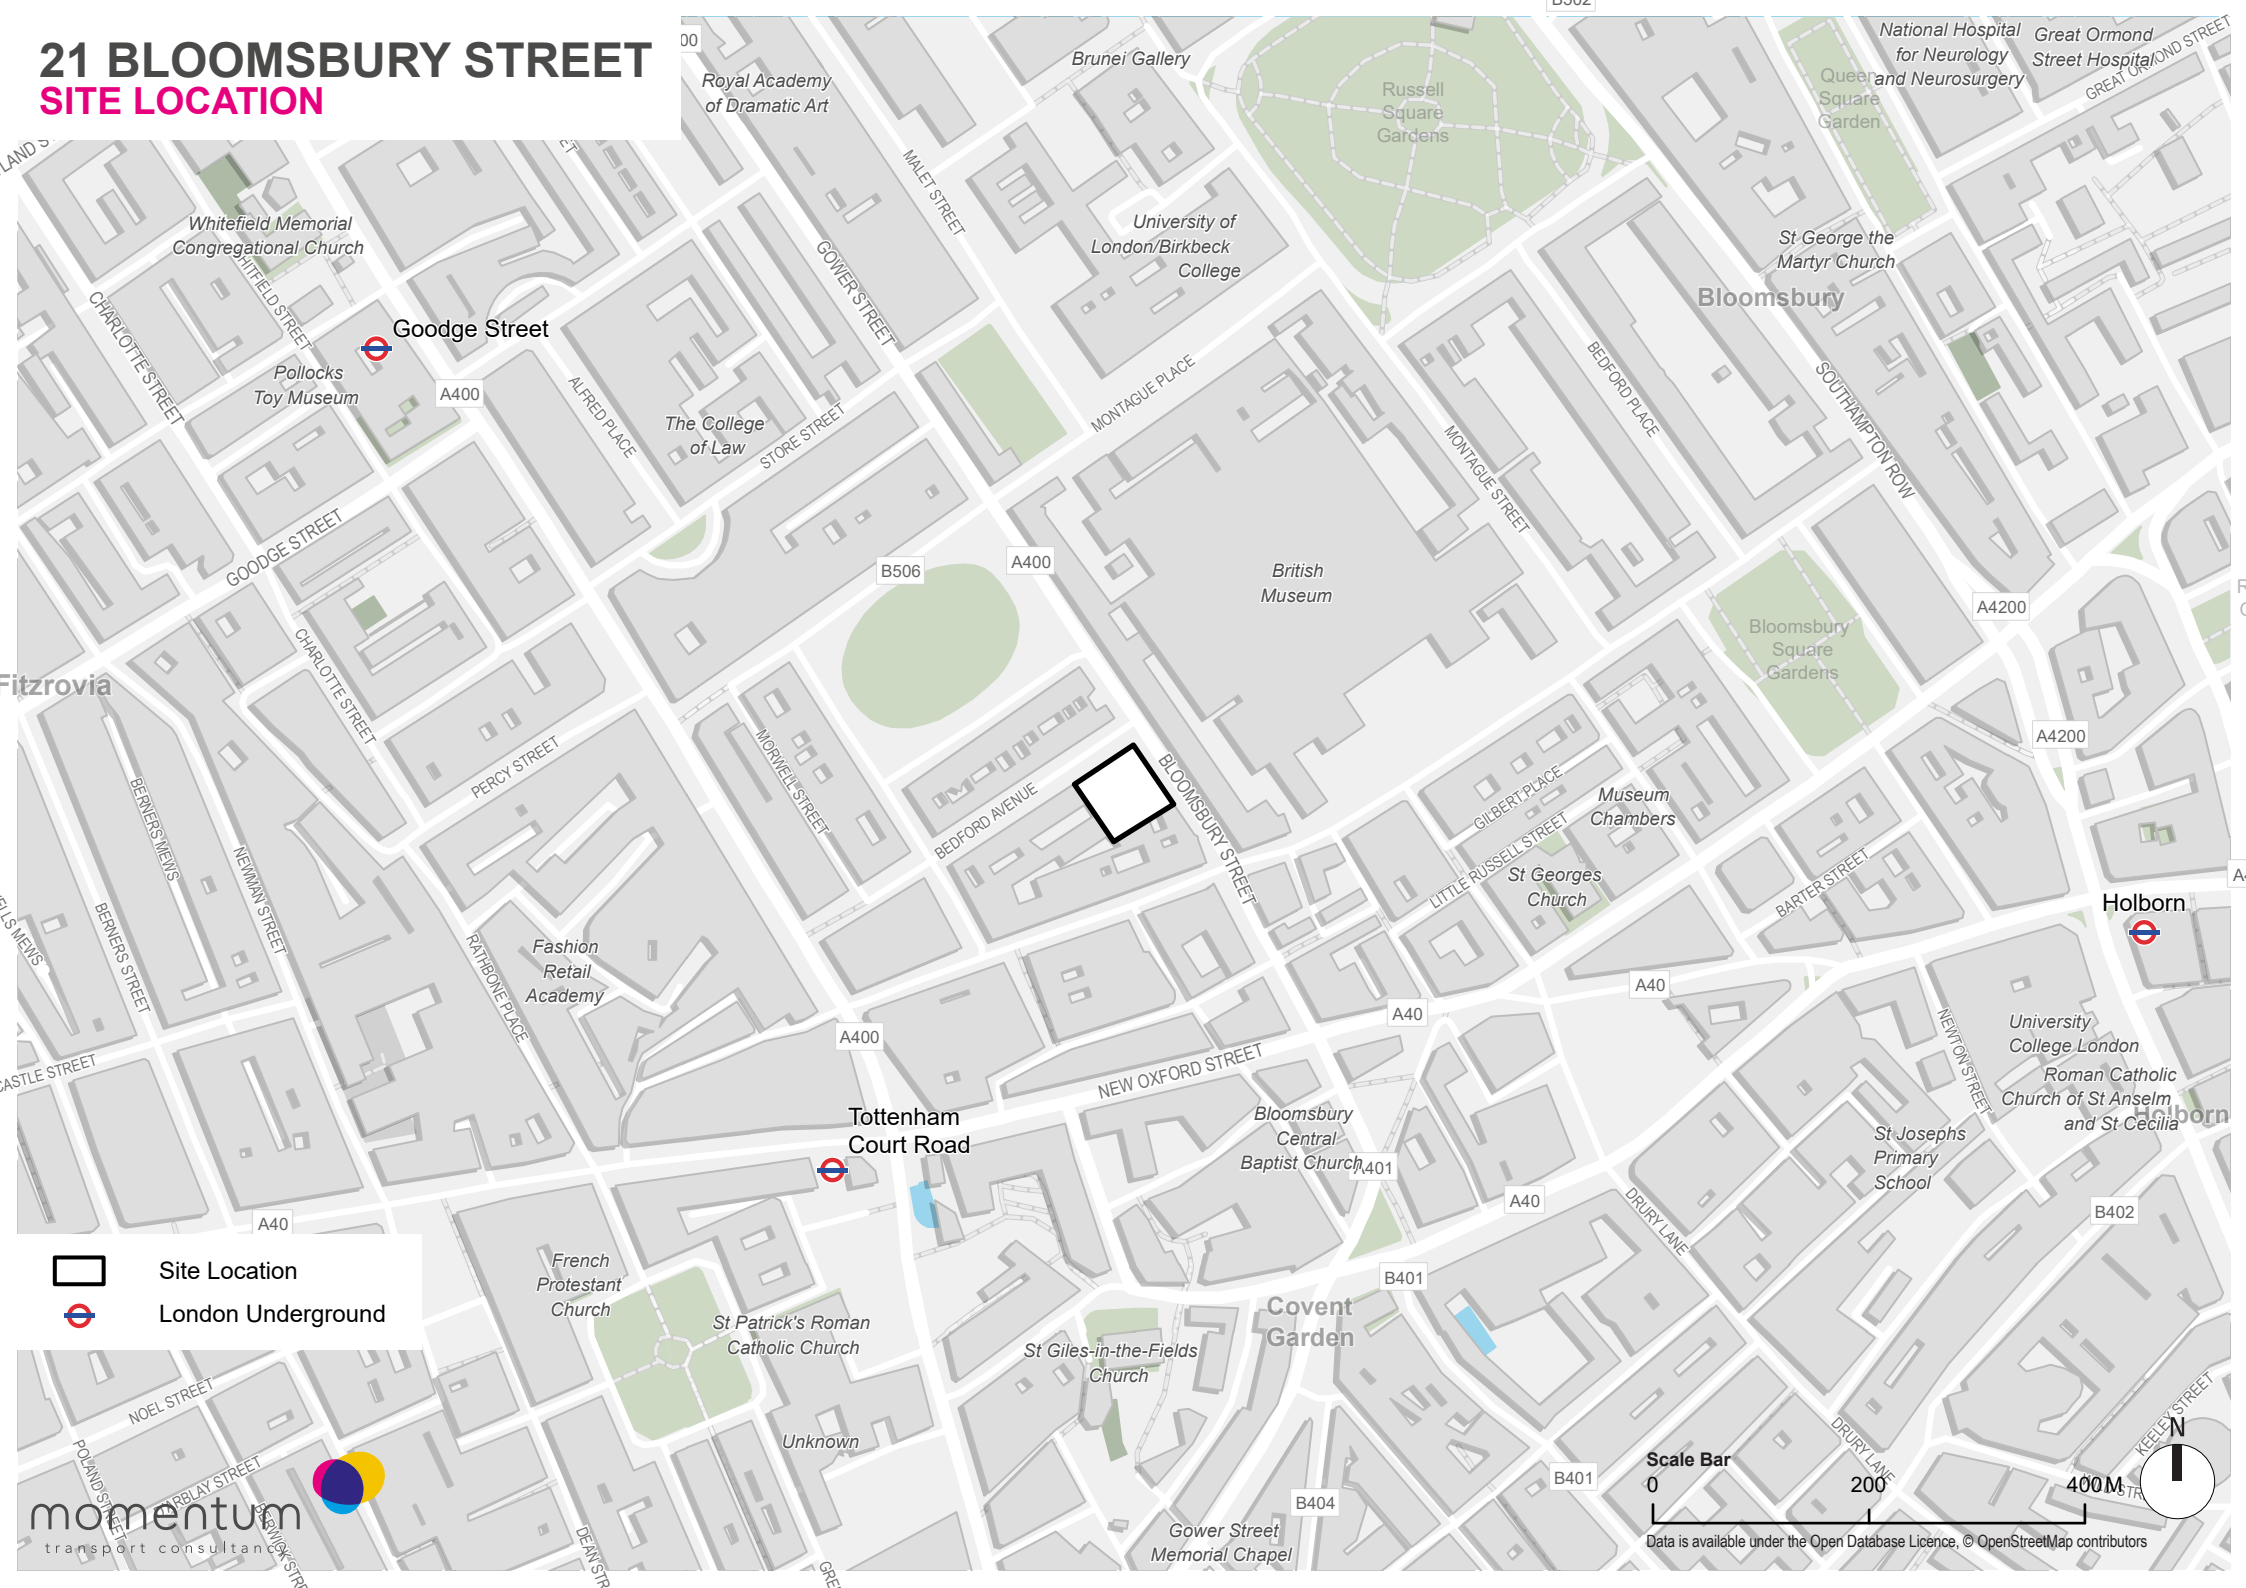 B502
21 BLOOMSBURY STREET
SITE LOCATION
00
Royal Academy
of Dramatic Art
Brunei Gallery
Russell
Square
Gardens
National Hospital
for Neurology
and Neurosurgery
Great Ormond
Street Hospital
GREAT ORMOND STREET
Queen
Square
Garden
MALET STREET
Whitefield Memorial
Congregational Church
University of
London/Birkbeck
College
St George the
Martyr Church
Bloomsbury
GOWER STREET
CHARLOTTE STREET
Goodge Street
Pollocks
Toy Museum
A400
ALFRED PLACE
The College
of Law
STORE STREET
MONTAGUE PLACE
MONTAGUE STREET
BEDFORD PLACE
SOUTHAMPTON ROW
GOODGE STREET
B506
A400
British
Museum
A4200
Bloomsbury
Square
Gardens
Fitzrovia
CHARLOTTE STREET
A4200
PERCY STREET
MORWELL STREET
BEDFORD AVENUE
BLOOMSBURY STREET
GILBERT PLACE
Museum
Chambers
LITTLE RUSSELL STREET
St Georges
Church
BARTER STREET
BERNERS MEWS
NEWMAN STREET
BERNERS STREET
RATHBONE PLACE
Fashion
Retail
Academy
Holborn
A40
A40
A400
NEW OXFORD STREET
NEWTON STREET
University
College London
Roman Catholic
Church of St Anselm
and St Cecilia
Holborn
CASTLE STREET
Tottenham
Court Road
Bloomsbury
Central
Baptist Church
A401
St Josephs
Primary
School
A40
A40
B402
DRURY LANE
Site Location
London Underground
French
Protestant
Church
B401
Covent
Garden
St Patrick's Roman
Catholic Church
St Giles-in-the-Fields
Church
NOEL STREET
POLAND STREET
Unknown
DRURY LANE
KEELEY STREET
N
B401
B404
Scale Bar
0 200 400M
momentum
transport consultancy
DEAN STR
Gower Street
Memorial Chapel
Data is available under the Open Database Licence, © OpenStreetMap contributors